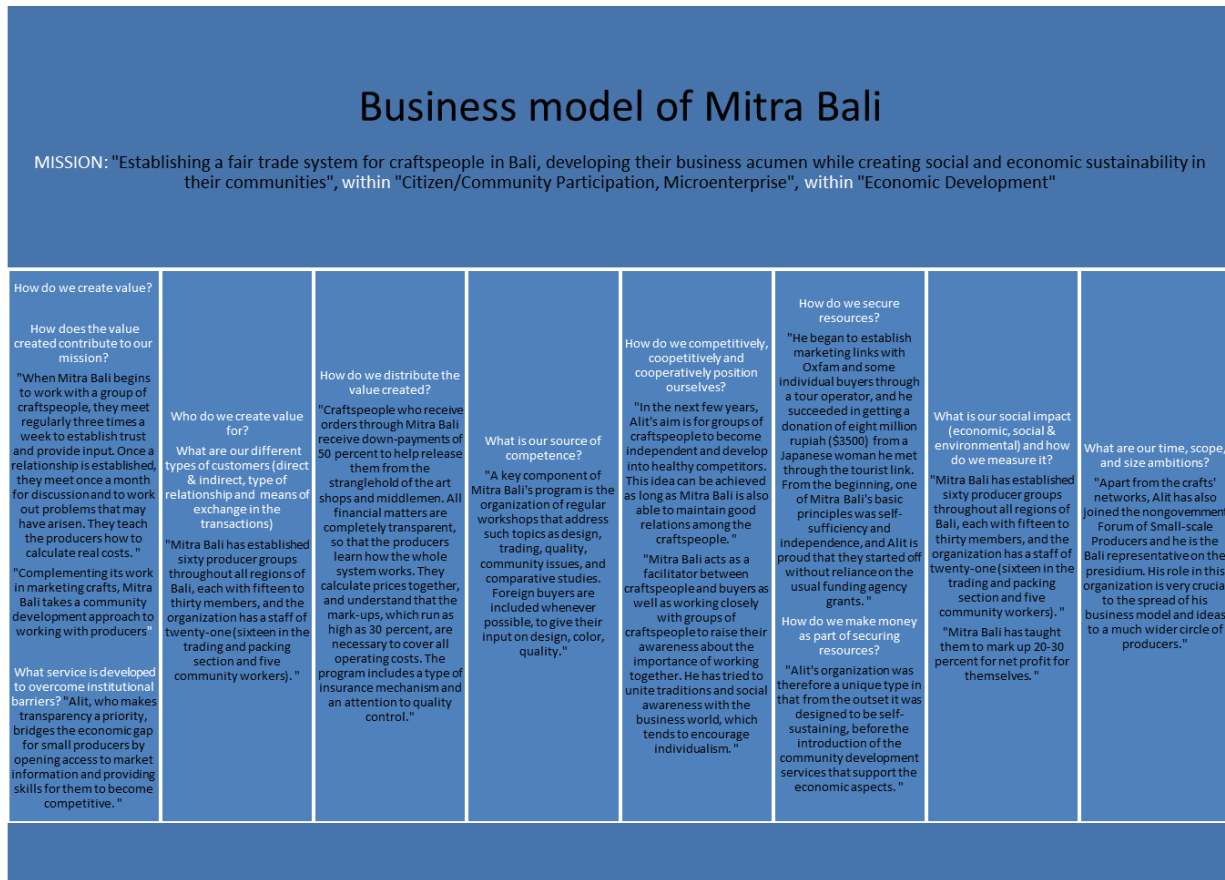 Business model of Mitra Bali
MISSION: "Establishing a fair trade system for craftspeople in Bali, developing their business acumen while creating social and economic sustainability in
their communities", within "Citizen/Community Participation, Microenterprise", within "Economic Development"
How do we create value?
How does the value
created contribute to our
mission?
"When Mitra Bali begins
to work with a group of
craftspeople, they meet
regularly three times a
week to establish trust
and provide input. Once a
relationship is established,
they meet once a month
for discussion and to work
out problems that may
have arisen. They teach
the producers how to
calculate real costs. "
"Complementing its work
in marketing crafts, Mitra
Bali takes a community
development approach to
working with producers"
What service is developed
to overcome institutional
barriers? "Alit, who makes
transparency a priority,
bridges the economic gap
for small producers by
opening access to market
information and providing
skills for them to become
competitive. "
Who do we create value
for?
What are our different
types of customers (direct
& indirect, type of
relationship and means of
exchange in the
transactions)
"Mitra Bali has established
sixty producer groups
throughout all regions of
Bali, each with fifteen to
thirty members, and the
organization has a staff of
twenty-one (sixteen in the
trading and packing
section and five
community workers). "
How do we distribute the
value created?
"Craftspeople who receive
orders through Mitra Bali
receive down-payments of
50 percent to help release
them from the
stranglehold of the art
shops and middlemen. All
financial matters are
completely transparent,
so that the producers
learn how the whole
system works. They
calculate prices together,
and understand that the
mark-ups, which run as
high as 30 percent, are
necessary to cover all
operating costs. The
program includes a type of
insurance mechanism and
an attention to quality
control."
What is our source of
competence?
"A key component of
Mitra Bali's program is the
organization of regular
workshops that address
such topics as design,
trading, quality,
community issues, and
comparative studies.
Foreign buyers are
included whenever
possible, to give their
input on design, color,
quality."
How do we competitively,
coopetitively and
cooperatively position
ourselves?
"In the next few years,
Alit's aim is for groups of
craftspeople to become
independent and develop
into healthy competitors.
This idea can be achieved
as long as Mitra Bali is also
able to maintain good
relations among the
craftspeople. "
"Mitra Bali acts as a
facilitator between
craftspeople and buyers as
well as working closely
with groups of
craftspeople to raise their
awareness about the
importance of working
together. He has tried to
unite traditions and social
awareness with the
business world, which
tends to encourage
individualism. "
How do we secure
resources?
"He began to establish
marketing links with
Oxfam and some
individual buyers through
a tour operator, and he
succeeded in getting a
donation of eight million
rupiah ($3500) from a
Japanese woman he met
through the tourist link.
From the beginning, one
of Mitra Bali's basic
principles was self-
sufficiency and
independence, and Alit is
proud that they started off
without reliance on the
usual funding agency
grants. "
How do we make money
as part of securing
resources?
"Alit's organization was
therefore a unique type in
that from the outset it was
designed to be self-
sustaining, before the
introduction of the
community development
services that support the
economic aspects. "
What is our social impact
(economic, social &
environmental) and how
do we measure it?
"Mitra Bali has established
sixty producer groups
throughout all regions of
Bali, each with fifteen to
thirty members, and the
organization has a staff of
twenty-one (sixteen in the
trading and packing
section and five
community workers). "
"Mitra Bali has taught
them to mark up 20-30
percent for net profit for
themselves. "
What are our time, scope,
and size ambitions?
"Apart from the crafts'
networks, Alit has also
joined the nongovernment
Forum of Small-scale
Producers and he is the
Bali representative on the
presidium. His role in this
organization is very crucial
to the spread of his
business model and ideas
to a much wider circle of
producers."